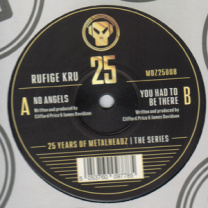 25
RUFIGE KRU
MDZ25008
A
NO ANGELS
Written and produced by
Clifford Price & James Davidson
YOU HAD TO
BE THERE
B
Written and produced by
Clifford Price & James Davidson
25 YEARS OF METALHEADZ | THE SERIES